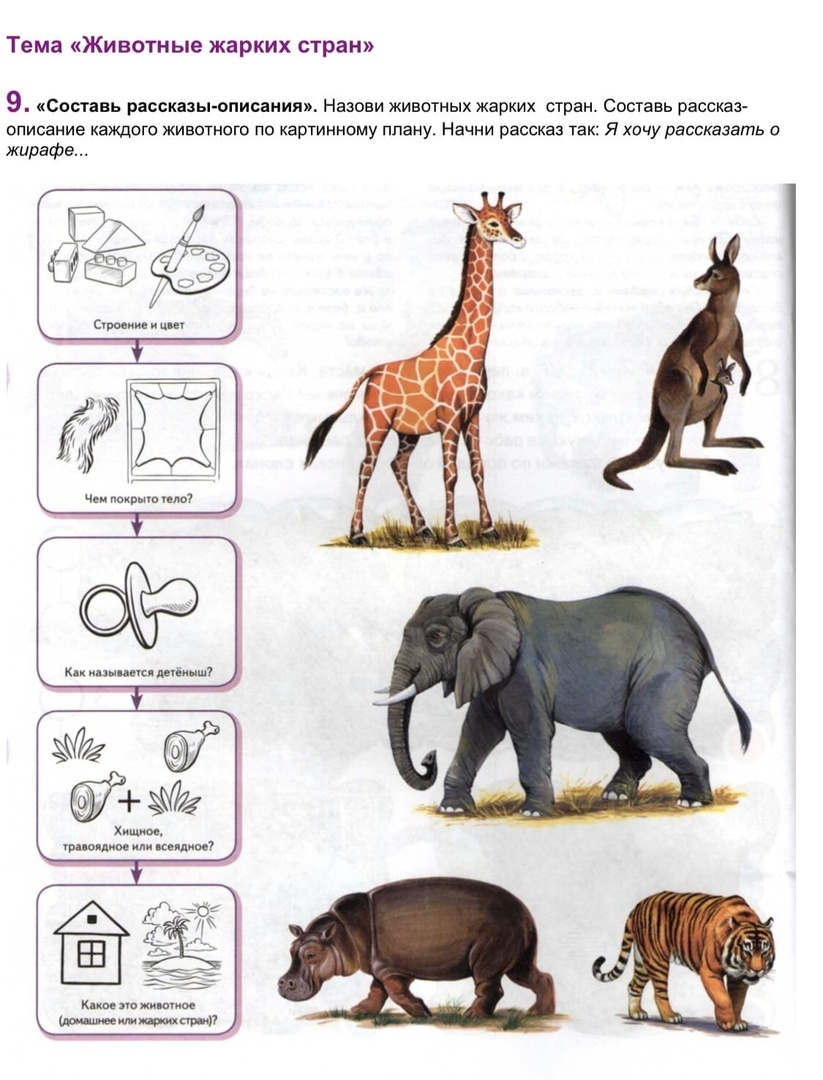 Тема «Животные жарких стран»
9. «Составь рассказы-описания». Назови животных жарких стран. Составь рассказ-
описание каждого животного по картинному плану. Начни рассказ так: Я хочу рассказать о
жирафе...
Строение и цвет
Чем покрыто тело?
Как называется детёныш?
Хищное,
травоядное или всеядное?
Какое это животное
(домашнее или жарких стран)?